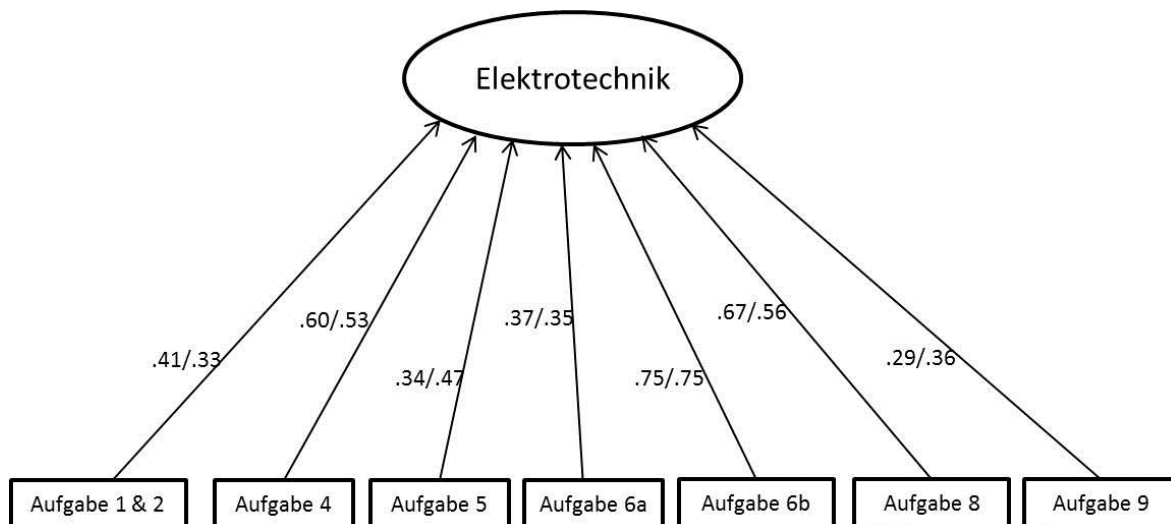 Elektrotechnik
.60/.53
.37/.35
.67/.56
.41/.33
.34/.47
.75/.75
.29/.36
Aufgabe 1 & 2
Aufgabe 4
Aufgabe 5
Aufgabe 6a
Aufgabe 6b
Aufgabe 8
Aufgabe 9